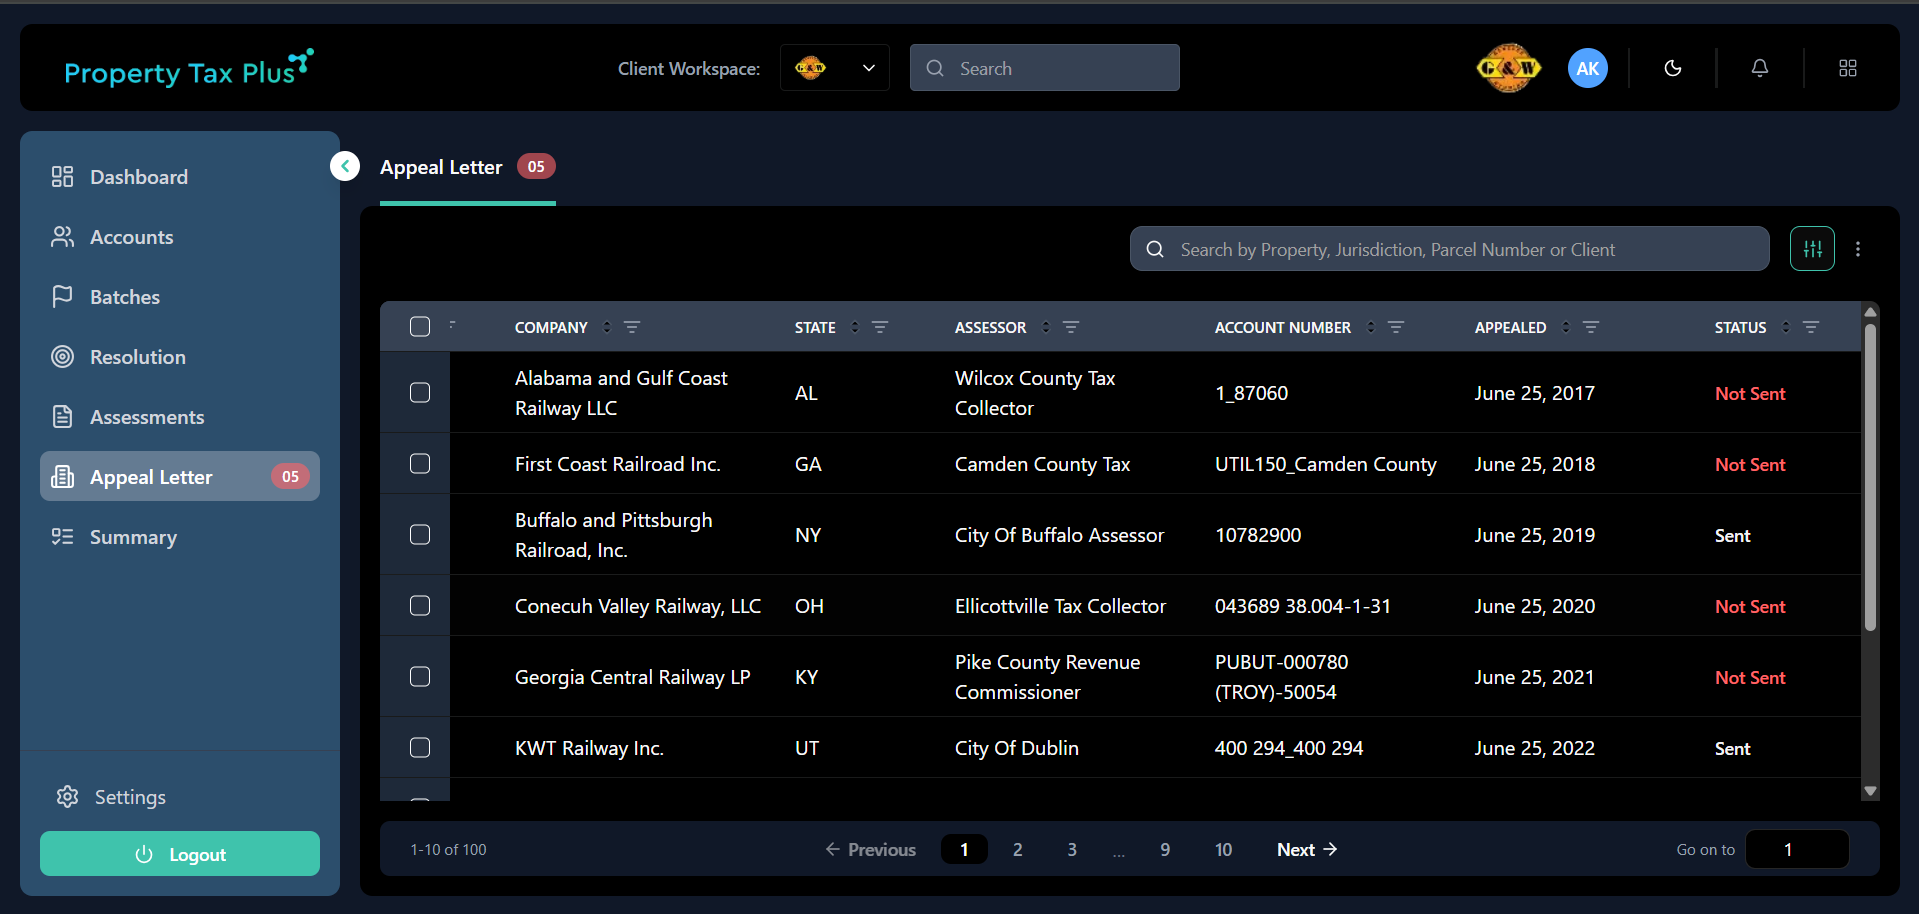 Property Tax Plus
Client Workspace:
G & W
Search
G & W
AK
Dashboard
Accounts
Batches
Resolution
Assessments
Appeal Letter 05
Summary
Settings
Logout
Appeal Letter 05
Search by Property, Jurisdiction, Parcel Number or Client
COMPANY STATE ASSESSOR ACCOUNT NUMBER APPEALED STATUS
Alabama and Gulf Coast
Railway LLC
AL
Wilcox County Tax
Collector
1_87060
June 25, 2017
Not Sent
First Coast Railroad Inc. GA Camden County Tax UTIL150_Camden County June 25, 2018 Not Sent
Buffalo and Pittsburgh
Railroad, Inc.
NY
City Of Buffalo Assessor
10782900
June 25, 2019
Sent
Conecuh Valley Railway, LLC OH Ellicottville Tax Collector 043689 38.004-1-31 June 25, 2020 Not Sent
Georgia Central Railway LP
KY
Pike County Revenue
Commissioner
PUBUT-000780
(TROY)-50054
June 25, 2021
Not Sent
KWT Railway Inc. UT City Of Dublin 400 294_400 294 June 25, 2022 Sent
1-10 of 100
Previous 1 2 3 ... 9 10 Next
Go on to 1